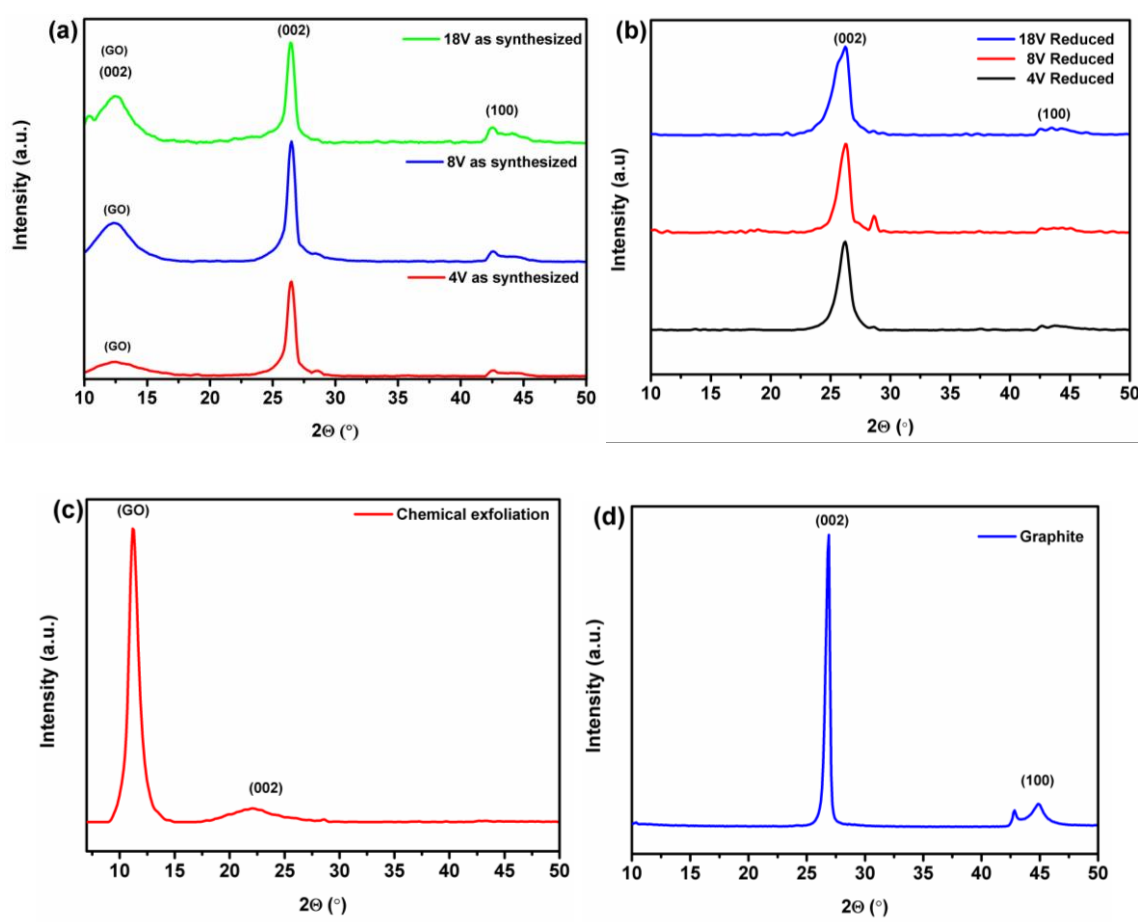 (a)
(GO)
(002)
(002)
18V as synthesized
(100)
(GO)
8V as synthesized
(GO)
4V as synthesized
Intensity (a.u.)
10 15 20 25 30 35 40 45 50
2Θ (°)
(b)
(002)
18V Reduced
8V Reduced
4V Reduced
(100)
Intensity (a.u)
10 15 20 25 30 35 40 45 50
2Θ (°)
(c)
(GO)
Chemical exfoliation
(002)
Intensity (a.u.)
10 15 20 25 30 35 40 45 50
2Θ (°)
(d)
(002)
Graphite
(100)
Intensity (a.u.)
10 15 20 25 30 35 40 45 50
2Θ (°)